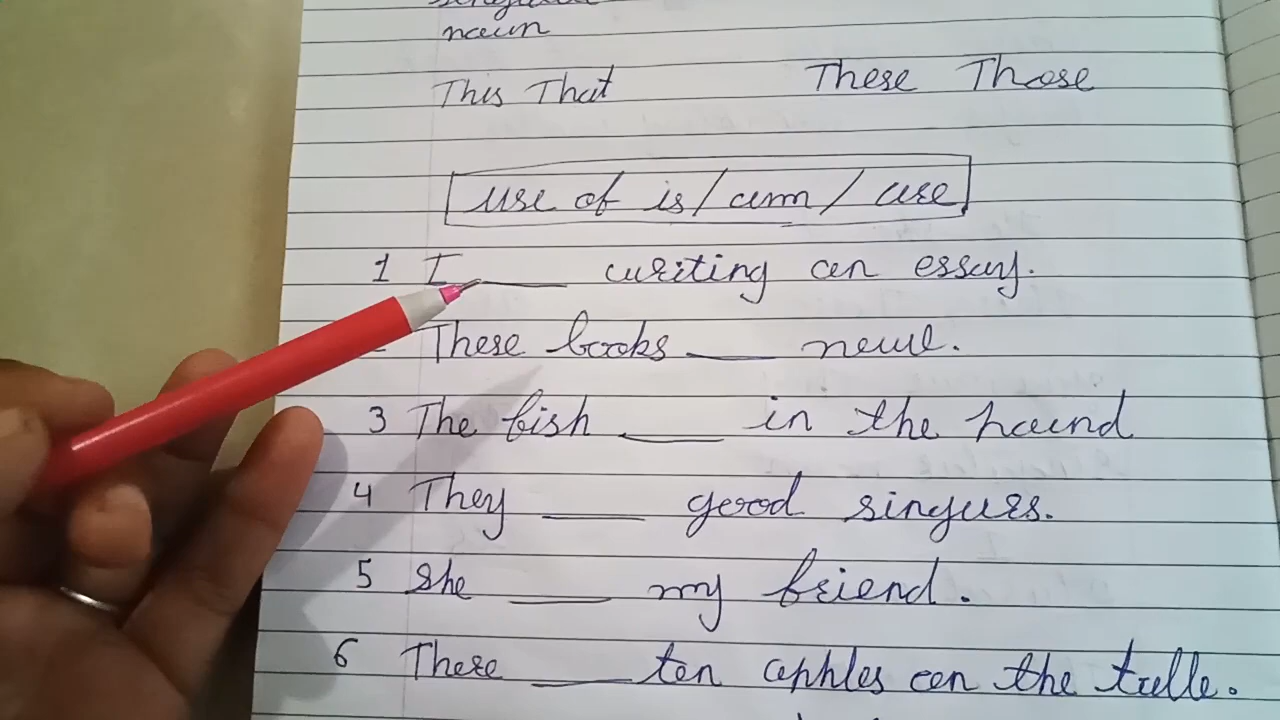 noun
This That These Those
use of is/am/are
1 I ____ writing an essay.
These books ____ new.
3 The fish ____ in the hand
4 They ____ good singers.
5 She ____ my friend.
6 There ____ ten apples on the table.